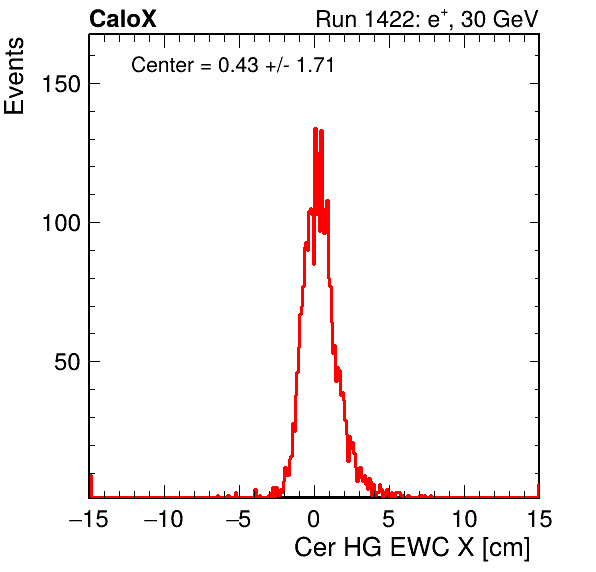 CaloX
Run 1422: e+, 30 GeV
Center = 0.43 +/- 1.71
Events
150
100
50
−15 −10 −5 0 5 10 15
Cer HG EWC X [cm]